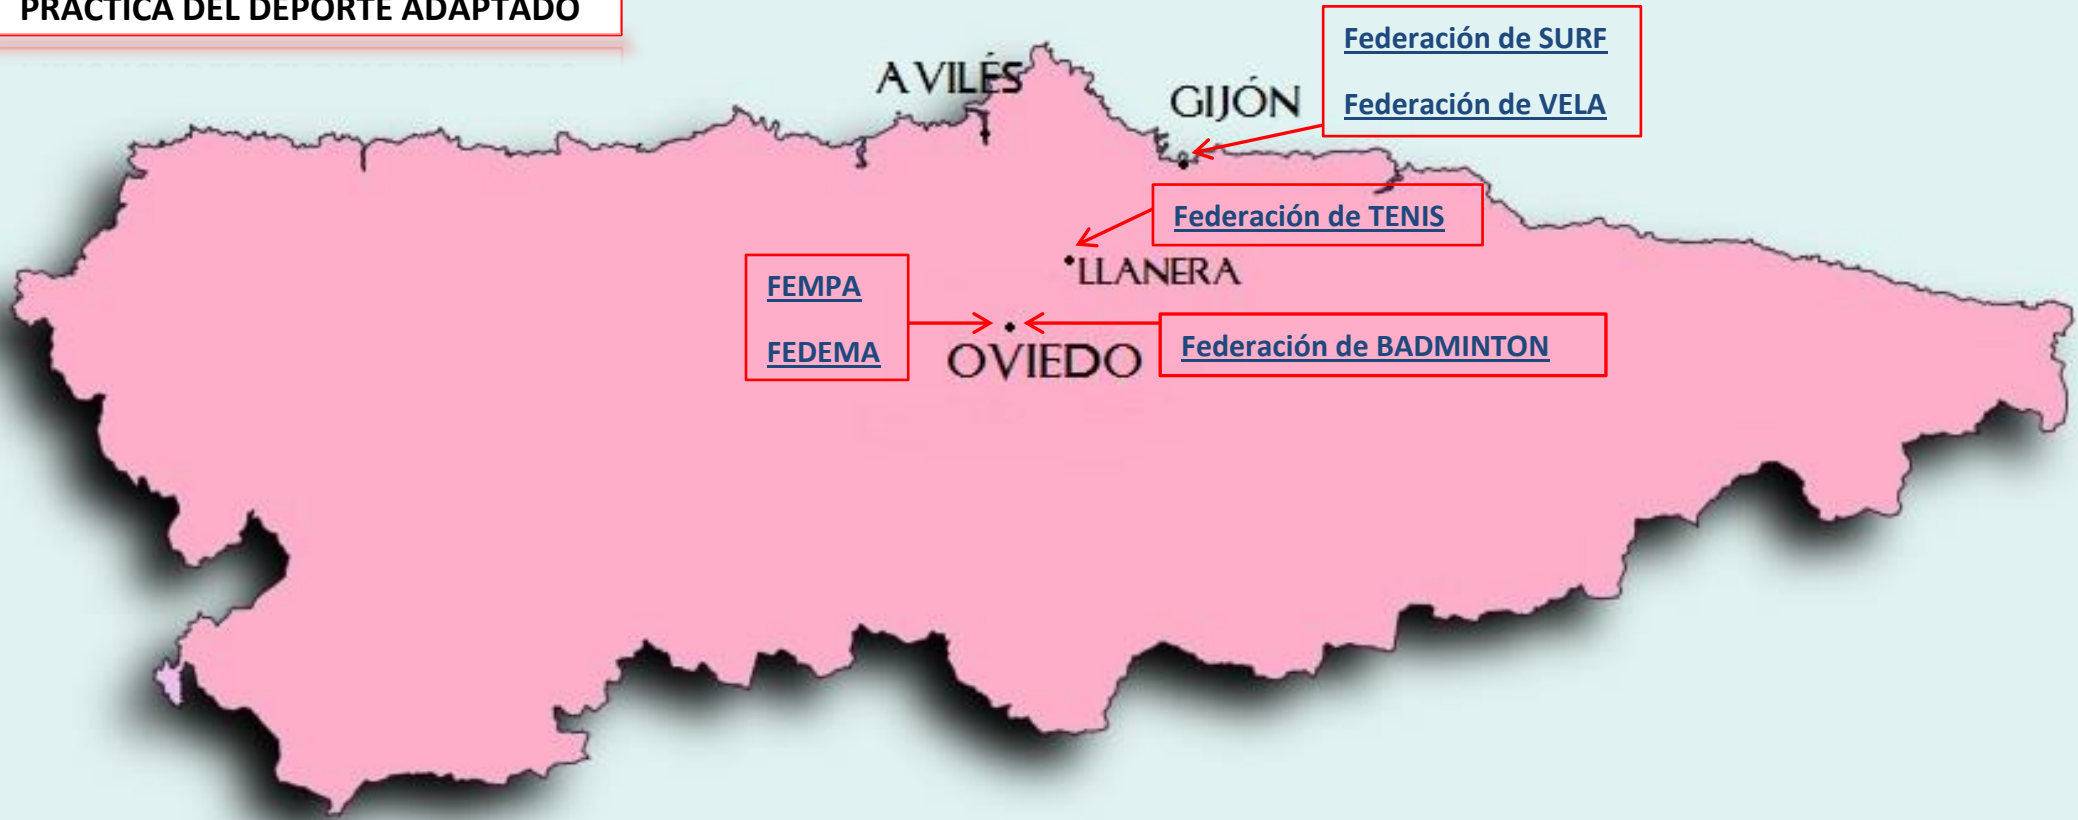 PRÁCTICA DEL DEPORTE ADAPTADO
Federación de SURF
Federación de VELA
AVILÉS
GIJÓN
Federación de TENIS
LLANERA
FEMPA
FEDEMA
OVIEDO
Federación de BADMINTON